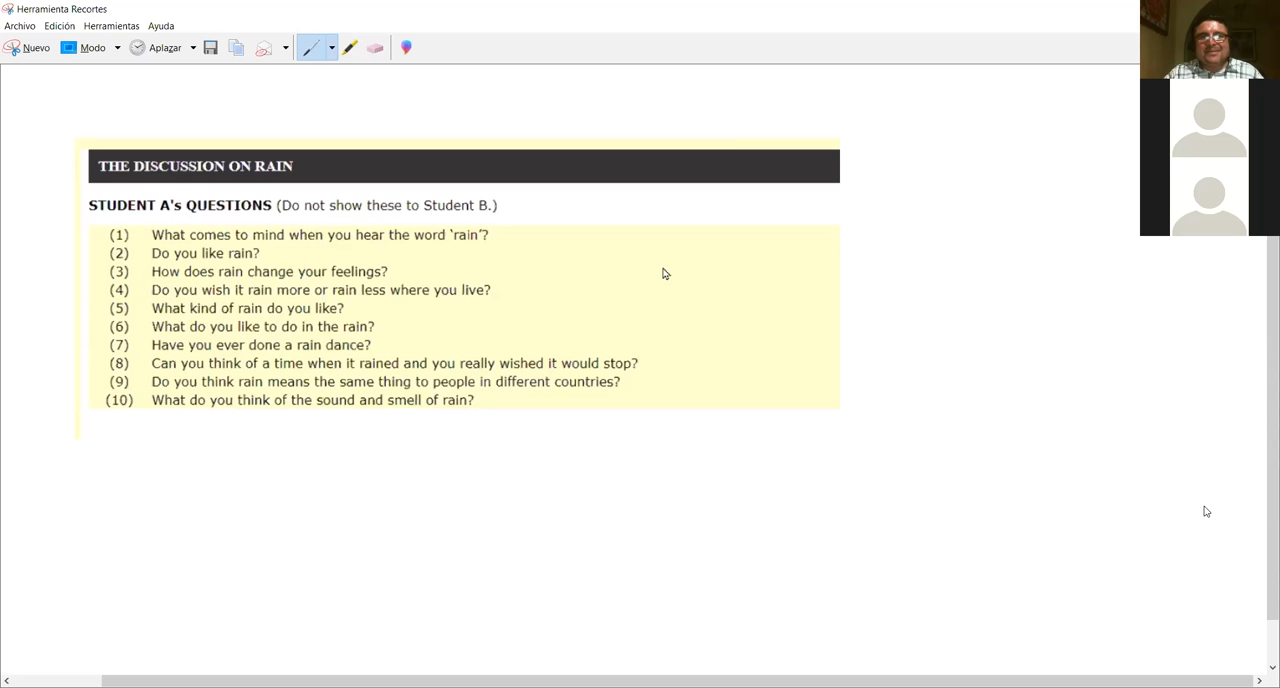 Herramienta Recortes
Archivo Edición Herramientas Ayuda
Nuevo Modo Aplazar
THE DISCUSSION ON RAIN
STUDENT A's QUESTIONS (Do not show these to Student B.)
(1) What comes to mind when you hear the word ‘rain’?
(2) Do you like rain?
(3) How does rain change your feelings?
(4) Do you wish it rain more or rain less where you live?
(5) What kind of rain do you like?
(6) What do you like to do in the rain?
(7) Have you ever done a rain dance?
(8) Can you think of a time when it rained and you really wished it would stop?
(9) Do you think rain means the same thing to people in different countries?
(10) What do you think of the sound and smell of rain?